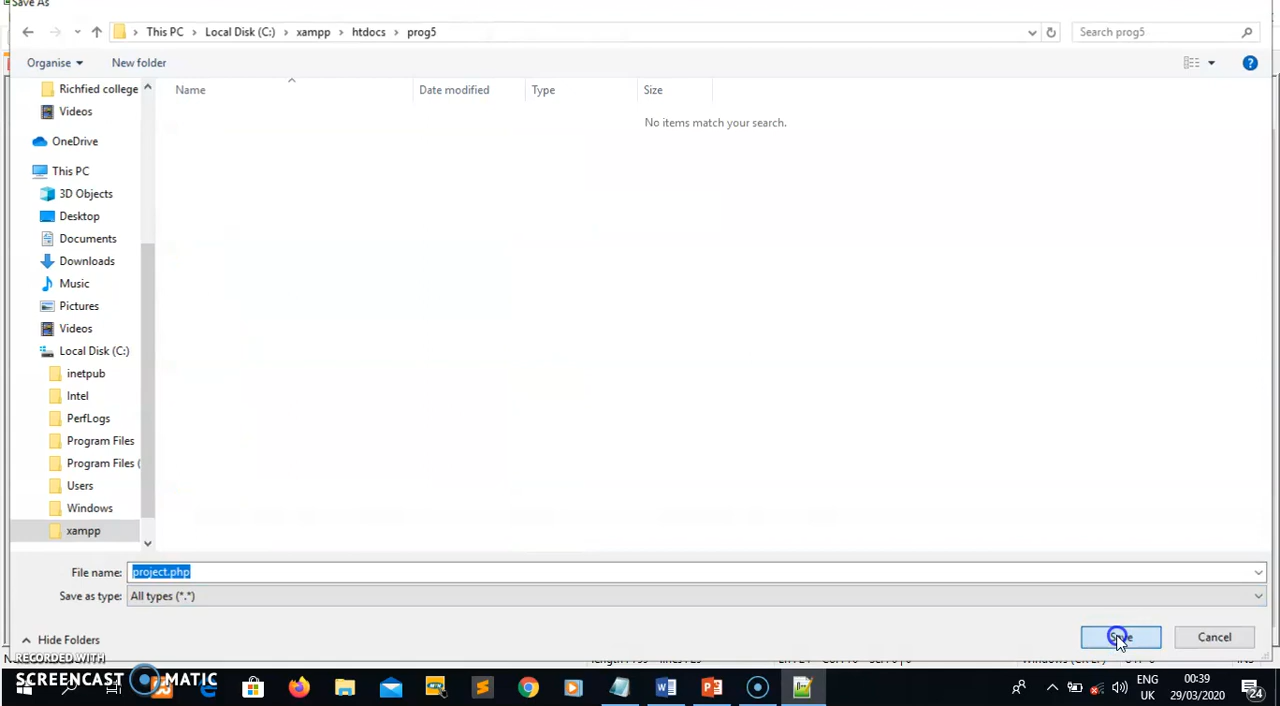 Save As
This PC > Local Disk (C:) > xampp > htdocs > prog5
Search prog5
Organise
New folder
Name
Date modified
Type
Size
No items match your search.
Richfied college
Videos
OneDrive
This PC
3D Objects
Desktop
Documents
Downloads
Music
Pictures
Videos
Local Disk (C:)
inetpub
Intel
PerfLogs
Program Files
Program Files (
Users
Windows
xampp
File name: project.php
Save as type: All types (*.*)
Hide Folders
Save
Cancel
RECORDED WITH
SCREENCAST MATIC
ENG
UK
00:39
29/03/2020
24